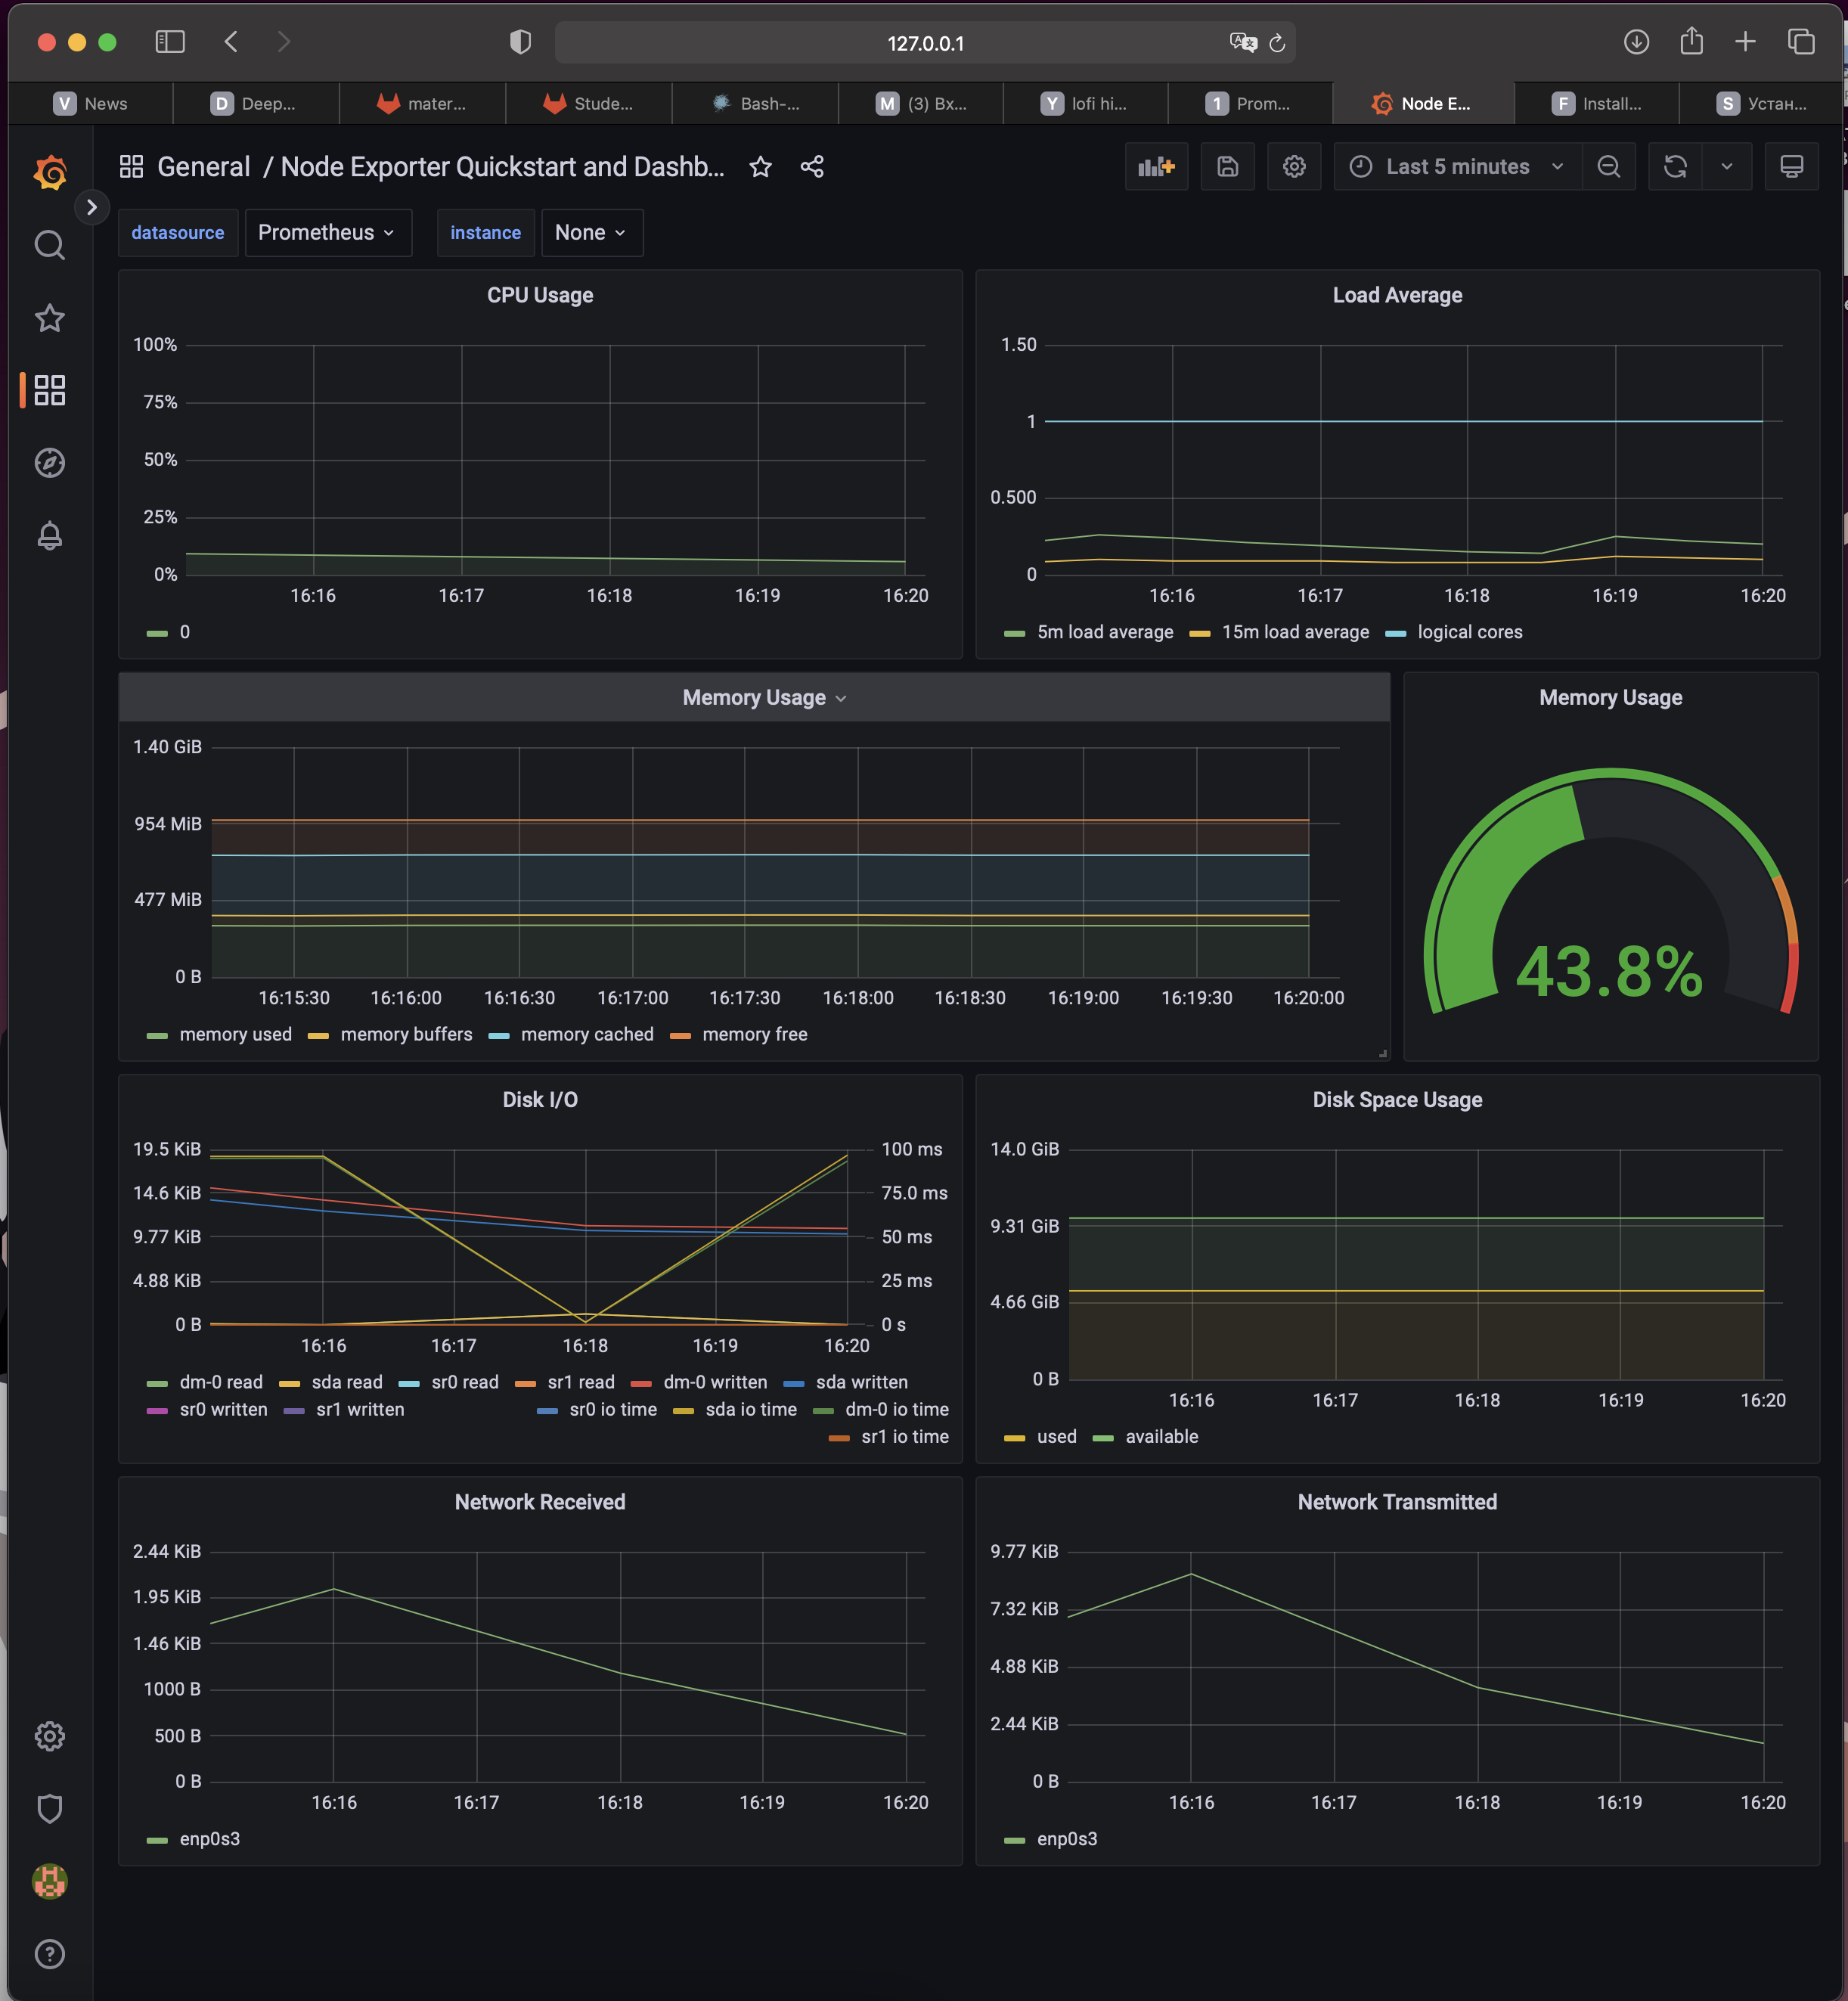 127.0.0.1
V News D Deep... mater... Stude... Bash-... M (3) Вх... Y lofi hi... 1 Prom... Node E... F Install... S Устан...
General / Node Exporter Quickstart and Dashb... Last 5 minutes
datasource Prometheus instance None
CPU Usage
100%
75%
50%
25%
0%
16:16 16:17 16:18 16:19 16:20
0
Load Average
1.50
1
0.500
0
16:16 16:17 16:18 16:19 16:20
5m load average 15m load average logical cores
Memory Usage
1.40 GiB
954 MiB
477 MiB
0 B
16:15:30 16:16:00 16:16:30 16:17:00 16:17:30 16:18:00 16:18:30 16:19:00 16:19:30 16:20:00
memory used memory buffers memory cached memory free
Memory Usage
43.8%
Disk I/O
19.5 KiB 100 ms
14.6 KiB 75.0 ms
9.77 KiB 50 ms
4.88 KiB 25 ms
0 B 0 s
16:16 16:17 16:18 16:19 16:20
dm-0 read sda read sr0 read sr1 read dm-0 written sda written
sr0 written sr1 written sr0 io time sda io time dm-0 io time
sr1 io time
Disk Space Usage
14.0 GiB
9.31 GiB
4.66 GiB
0 B
16:16 16:17 16:18 16:19 16:20
used available
Network Received
2.44 KiB
1.95 KiB
1.46 KiB
1000 B
500 B
0 B
16:16 16:17 16:18 16:19 16:20
enp0s3
Network Transmitted
9.77 KiB
7.32 KiB
4.88 KiB
2.44 KiB
0 B
16:16 16:17 16:18 16:19 16:20
enp0s3